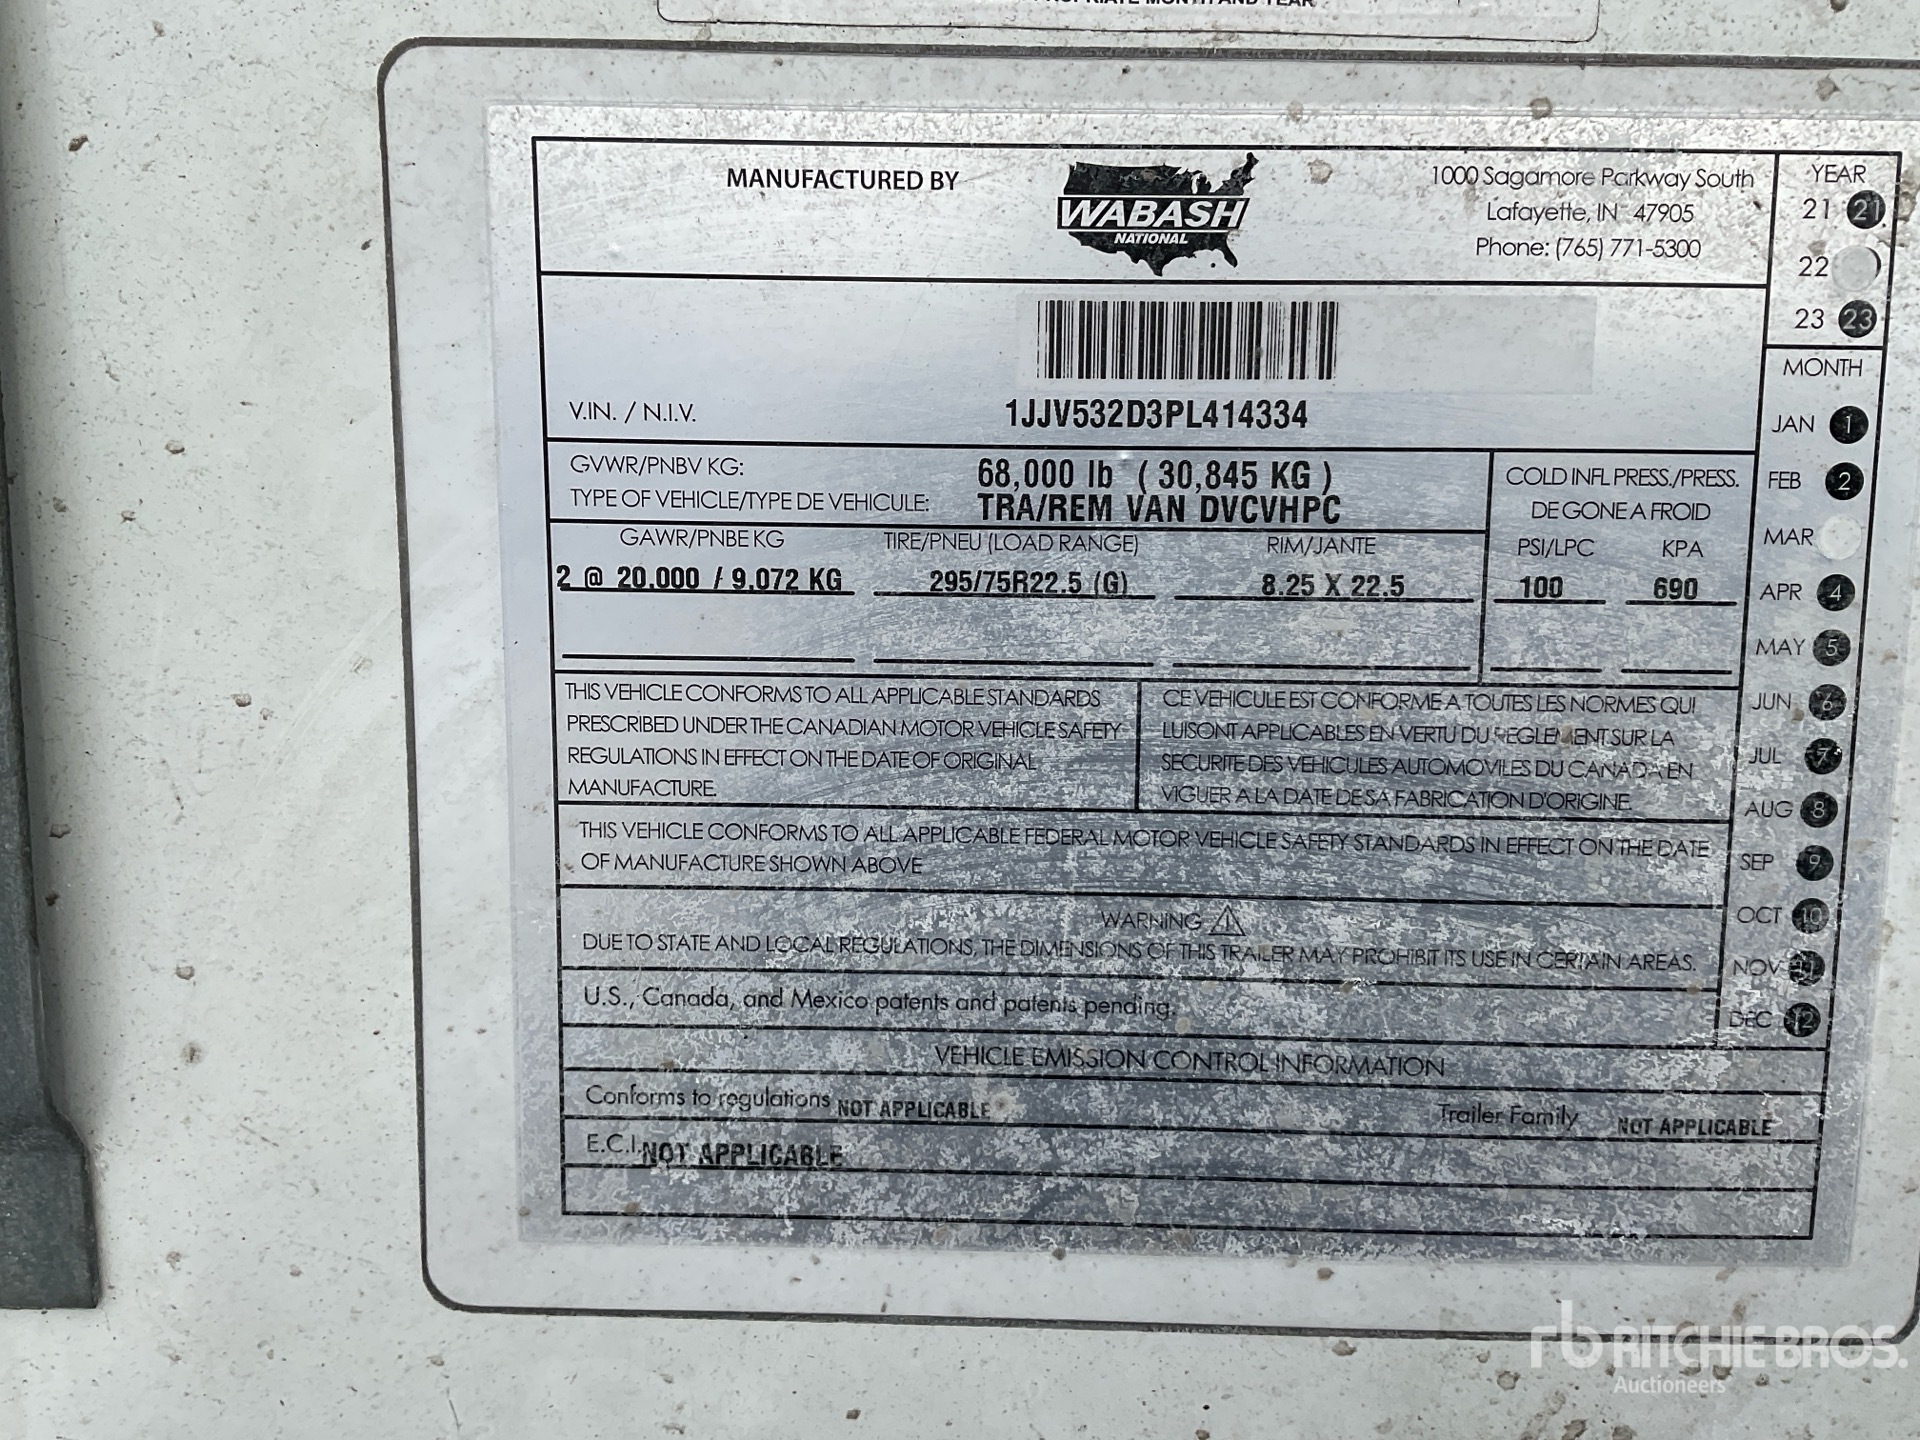 MONTH AND YEAR
MANUFACTURED BY
WABASH
NATIONAL
1000 Sagamore Parkway South
Lafayette, IN 47905
Phone: (765) 771-5300
YEAR
21 21
22
23 23
V.IN. / N.I.V.
1JJV532D3PL414334
GVWR/PNBV KG: 68,000 lb ( 30,845 KG )
TYPE OF VEHICLE/TYPE DE VEHICULE: TRA/REM VAN DVCVHPC
COLD INFL PRESS./PRESS.
DE GONE A FROID
GAWR/PNBE KG TIRE/PNEU (LOAD RANGE) RIM/JANTE PSI/LPC KPA
2 @ 20,000 / 9,072 KG 295/75R22.5 (G) 8.25 X 22.5 100 690
THIS VEHICLE CONFORMS TO ALL APPLICABLE STANDARDS
PRESCRIBED UNDER THE CANADIAN MOTOR VEHICLE SAFETY
REGULATIONS IN EFFECT ON THE DATE OF ORIGINAL
MANUFACTURE.
CE VEHICULE EST CONFORME A TOUTES LES NORMES QUI
LUI SONT APPLICABLES EN VERTU DU REGLEMENT SUR LA
SECURITE DES VEHICULES AUTOMOVILES DU CANADA EN
VIGUER A LA DATE DE SA FABRICATION D'ORIGINE.
THIS VEHICLE CONFORMS TO ALL APPLICABLE FEDERAL MOTOR VEHICLE SAFETY STANDARDS IN EFFECT ON THE DATE
OF MANUFACTURE SHOWN ABOVE
WARNING
DUE TO STATE AND LOCAL REGULATIONS, THE DIMENSIONS OF THIS TRAILER MAY PROHIBIT ITS USE IN CERTAIN AREAS.
U.S., Canada, and Mexico patents and patents pending.
VEHICLE EMISSION CONTROL INFORMATION
Conforms to regulations NOT APPLICABLE Trailer Family NOT APPLICABLE
E.C.I. NOT APPLICABLE
MONTH
JAN 1
FEB 2
MAR
APR 4
MAY 5
JUN 6
JUL 7
AUG 8
SEP 9
OCT 10
NOV 11
DEC 12
rb RITCHIE BROS.
Auctioneers